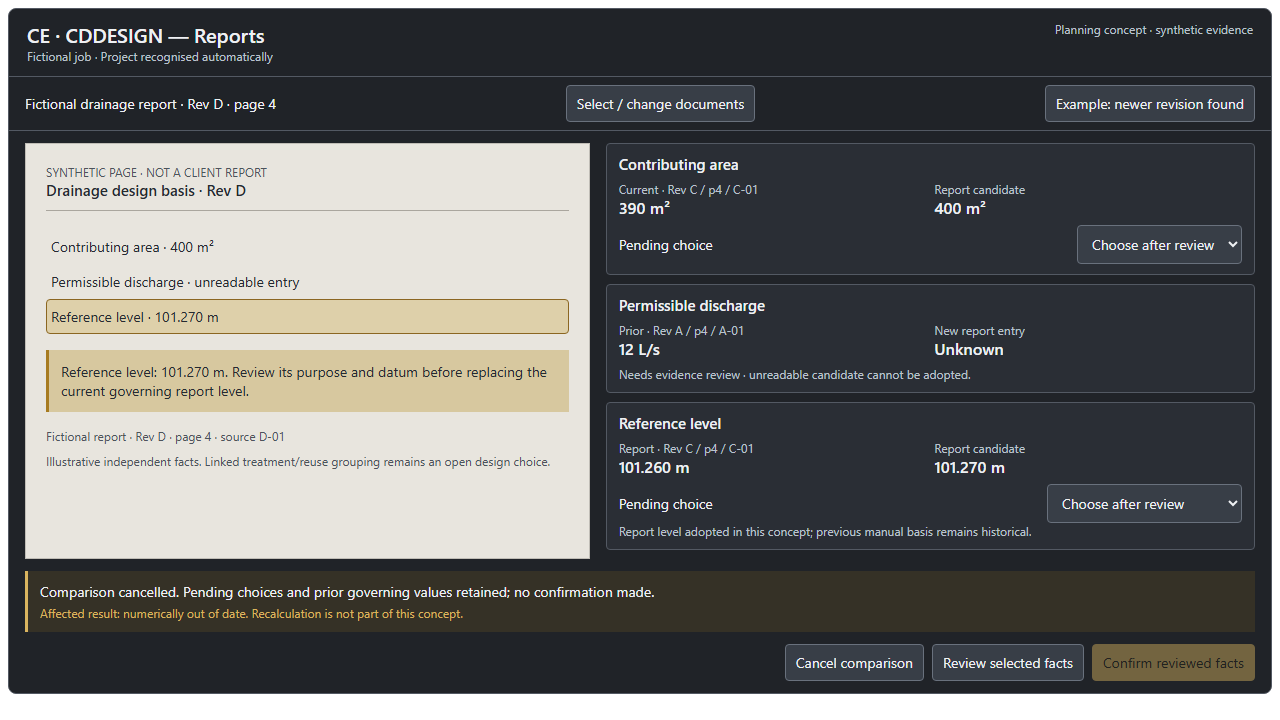 CE · CDDESIGN — Reports
Fictional job · Project recognised automatically
Planning concept · synthetic evidence
Fictional drainage report · Rev D · page 4
Select / change documents
Example: newer revision found
SYNTHETIC PAGE · NOT A CLIENT REPORT
Drainage design basis · Rev D
Contributing area · 400 m²
Permissible discharge · unreadable entry
Reference level · 101.270 m
Reference level: 101.270 m. Review its purpose and datum before replacing the
current governing report level.
Fictional report · Rev D · page 4 · source D-01
Illustrative independent facts. Linked treatment/reuse grouping remains an open design choice.
Contributing area
Current · Rev C / p4 / C-01
Report candidate
390 m²
400 m²
Pending choice
Choose after review
Permissible discharge
Prior · Rev A / p4 / A-01
New report entry
12 L/s
Unknown
Needs evidence review · unreadable candidate cannot be adopted.
Reference level
Report · Rev C / p4 / C-01
Report candidate
101.260 m
101.270 m
Pending choice
Choose after review
Report level adopted in this concept; previous manual basis remains historical.
Comparison cancelled. Pending choices and prior governing values retained; no confirmation made.
Affected result: numerically out of date. Recalculation is not part of this concept.
Cancel comparison
Review selected facts
Confirm reviewed facts